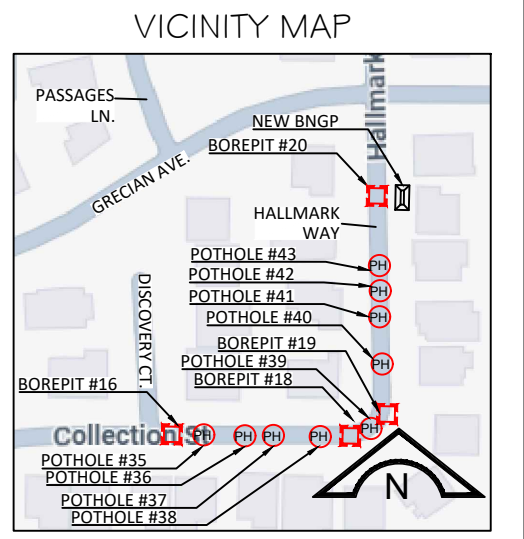 VICINITY MAP
PASSAGES
LN.
Hallmark
NEW BNGP
BOREPIT #20
GRECIAN AVE.
HALLMARK
WAY
POTHOLE #43
PH
POTHOLE #42
PH
POTHOLE #41
PH
POTHOLE #40
DISCOVERY CT.
BOREPIT #19
POTHOLE #39
PH
BOREPIT #18
BOREPIT #16
PH
Collection St
PH
PH
PH
PH
POTHOLE #35
POTHOLE #36
POTHOLE #37
POTHOLE #38
N